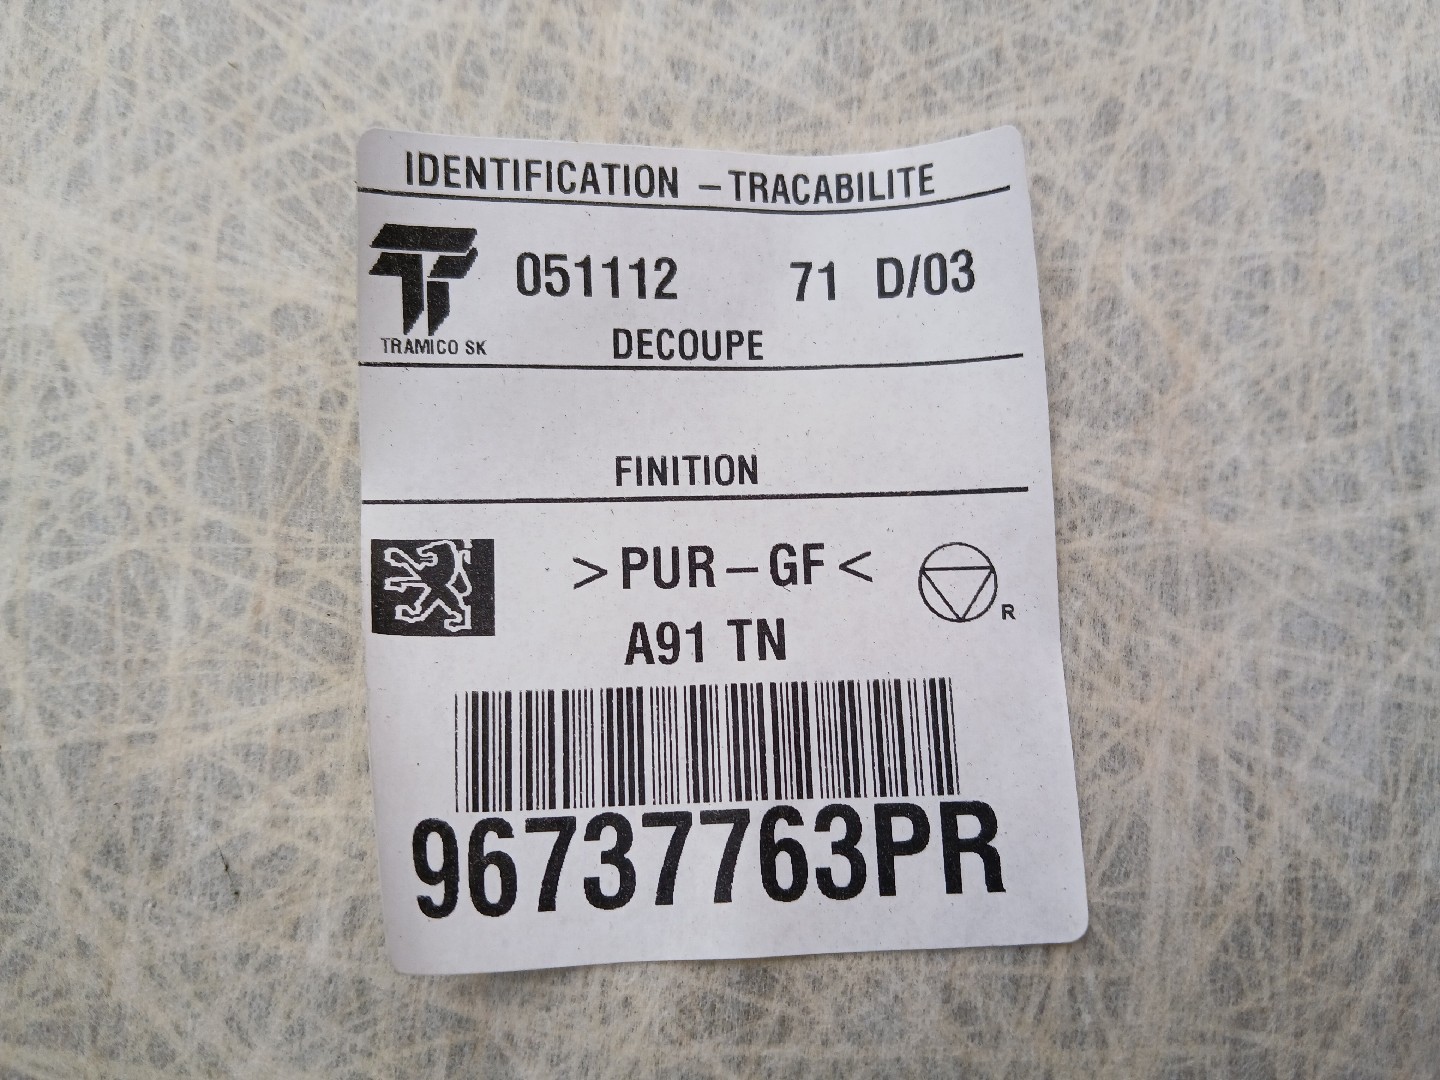 IDENTIFICATION - TRACABILITE
051112 71 D/03
TRAMICO SK
DECOUPE
FINITION
>PUR-GF<
R
A91 TN
96737763PR